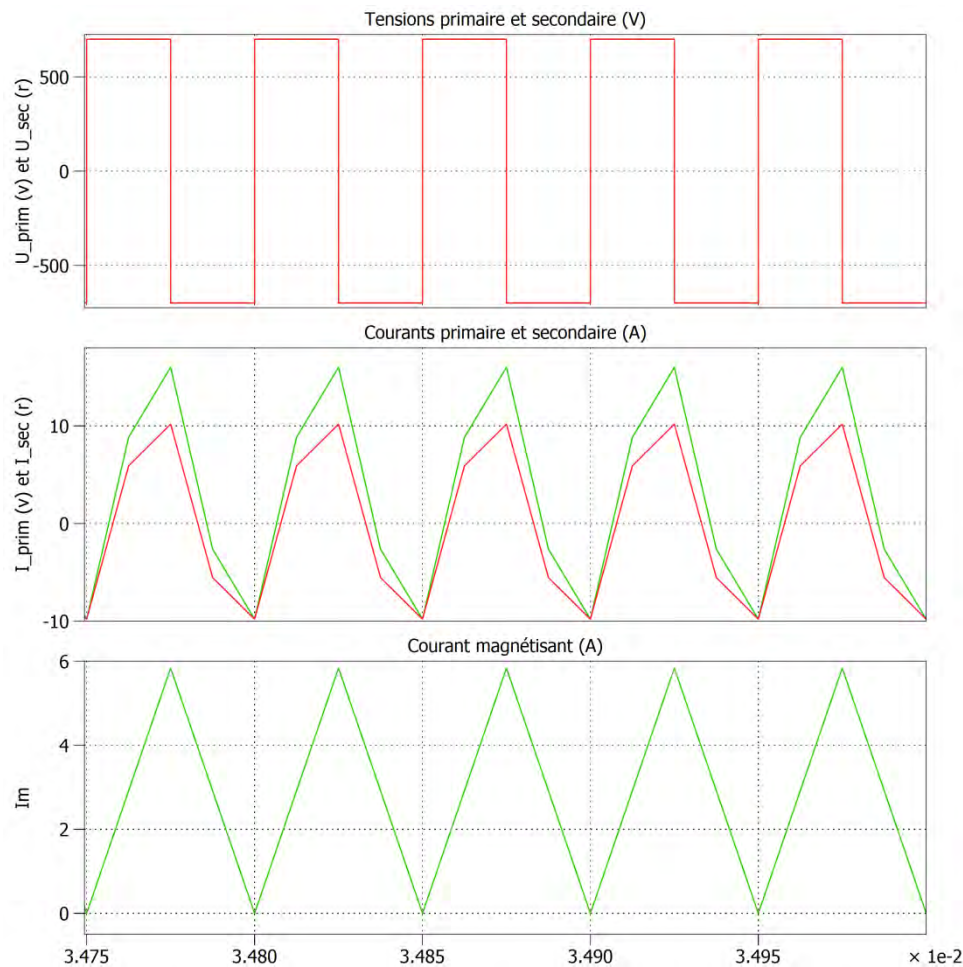 Tensions primaire et secondaire (V)
U_prim (v) et U_sec (r)
500
0
-500
Courants primaire et secondaire (A)
I_prim (v) et I_sec (r)
10
0
-10
Courant magnétisant (A)
Im
6
4
2
0
3.475 3.480 3.485 3.490 3.495 × 1e-2